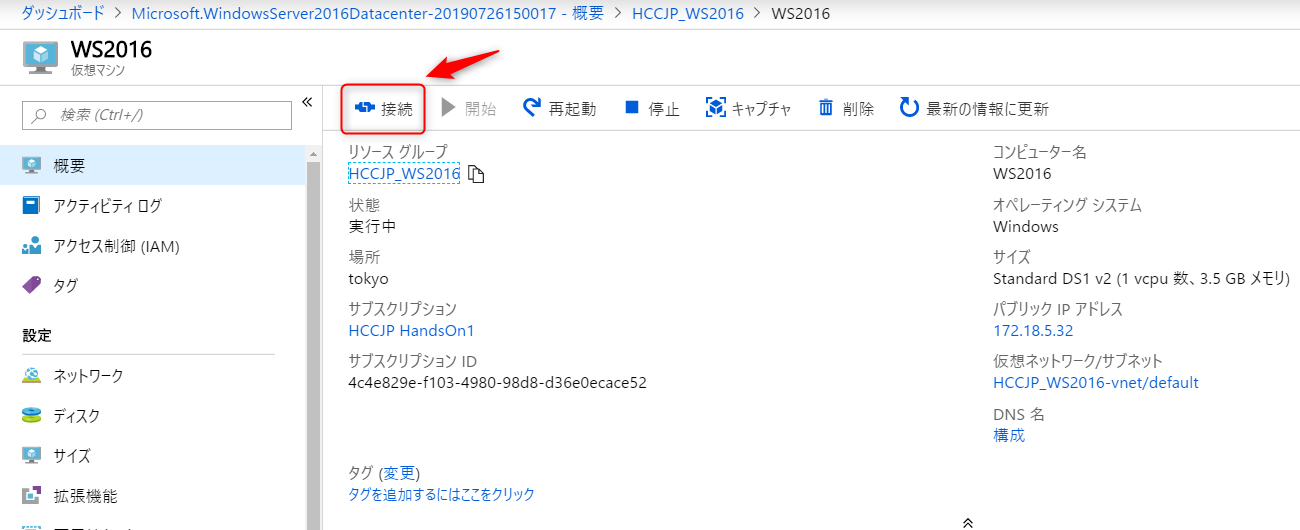 ダッシュボード > Microsoft.WindowsServer2016Datacenter-20190726150017 - 概要 > HCCJP_WS2016 > WS2016
WS2016
仮想マシン
検索 (Ctrl+/)
«
概要
アクティビティ ログ
アクセス制御 (IAM)
タグ
設定
ネットワーク
ディスク
サイズ
拡張機能
接続 開始 再起動 停止 キャプチャ 削除 最新の情報に更新
リソース グループ
HCCJP_WS2016
状態
実行中
場所
tokyo
サブスクリプション
HCCJP HandsOn1
サブスクリプション ID
4c4e829e-f103-4980-98d8-d36e0ecace52
タグ (変更)
タグを追加するにはここをクリック
コンピューター名
WS2016
オペレーティング システム
Windows
サイズ
Standard DS1 v2 (1 vcpu 数、3.5 GB メモリ)
パブリック IP アドレス
172.18.5.32
仮想ネットワーク/サブネット
HCCJP_WS2016-vnet/default
DNS 名
構成